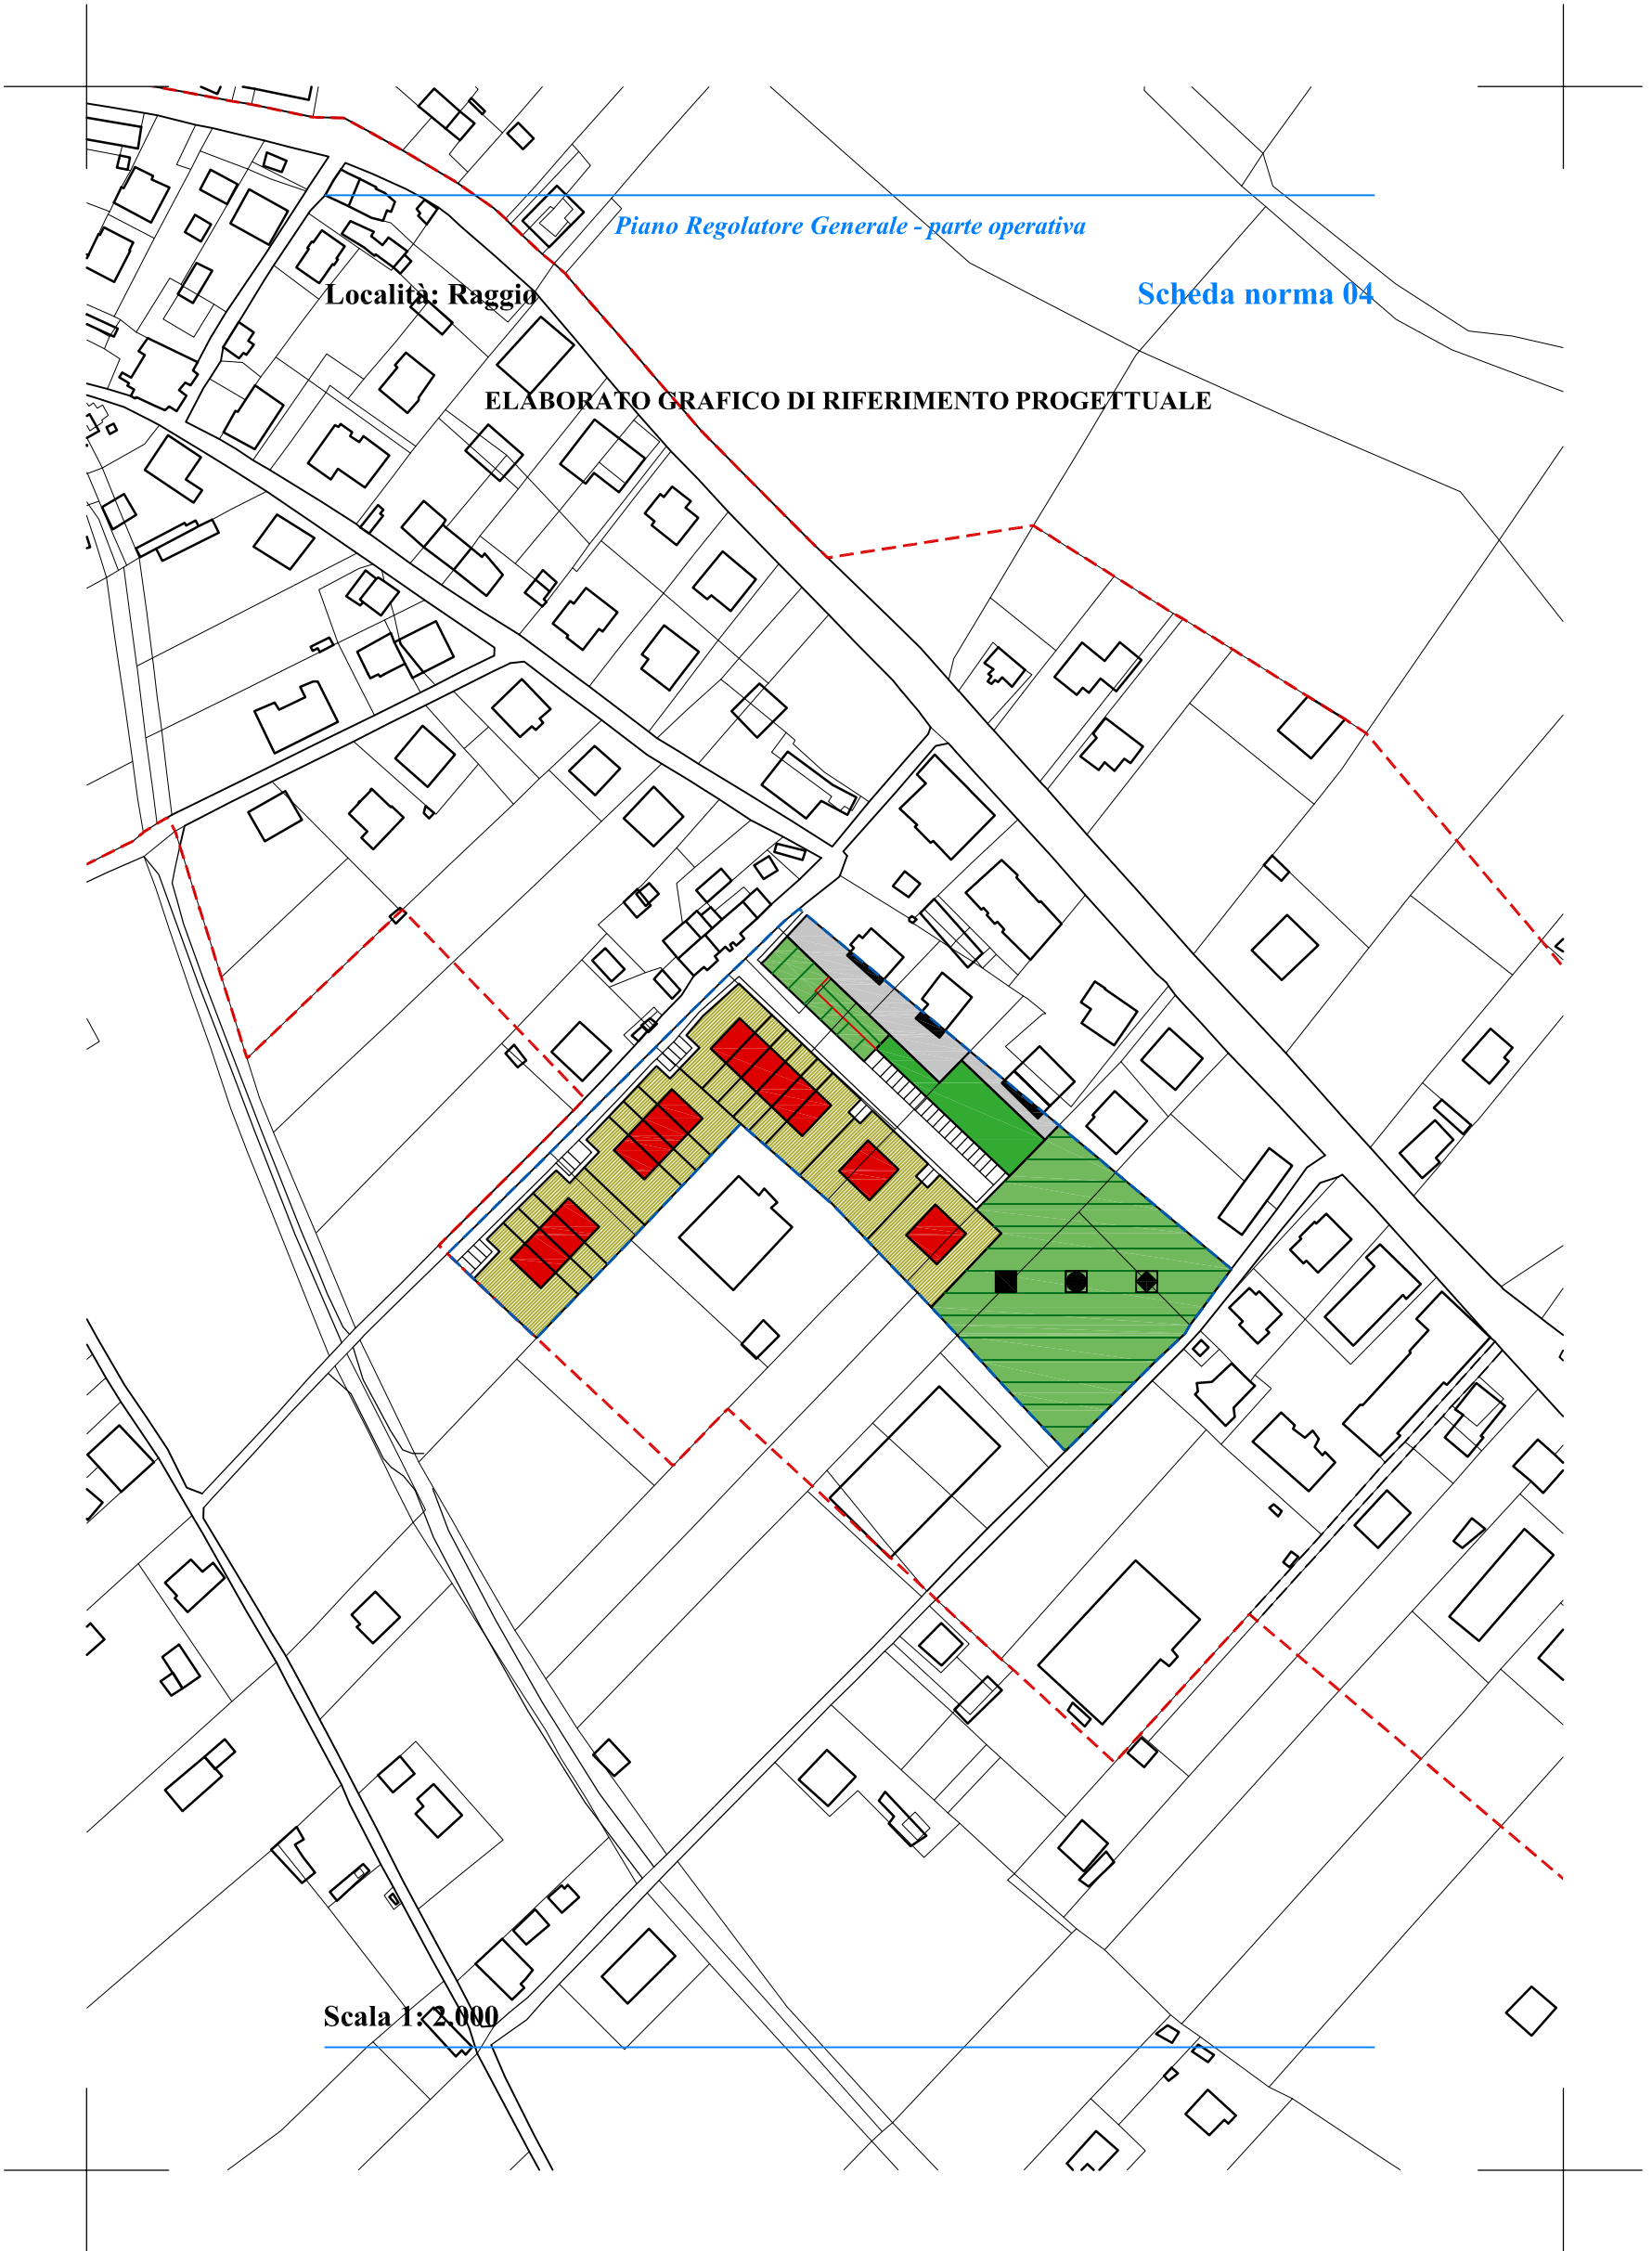 Piano Regolatore Generale - parte operativa
Località: Raggio
Scheda norma 04
ELABORATO GRAFICO DI RIFERIMENTO PROGETTUALE
Scala 1: 2.000